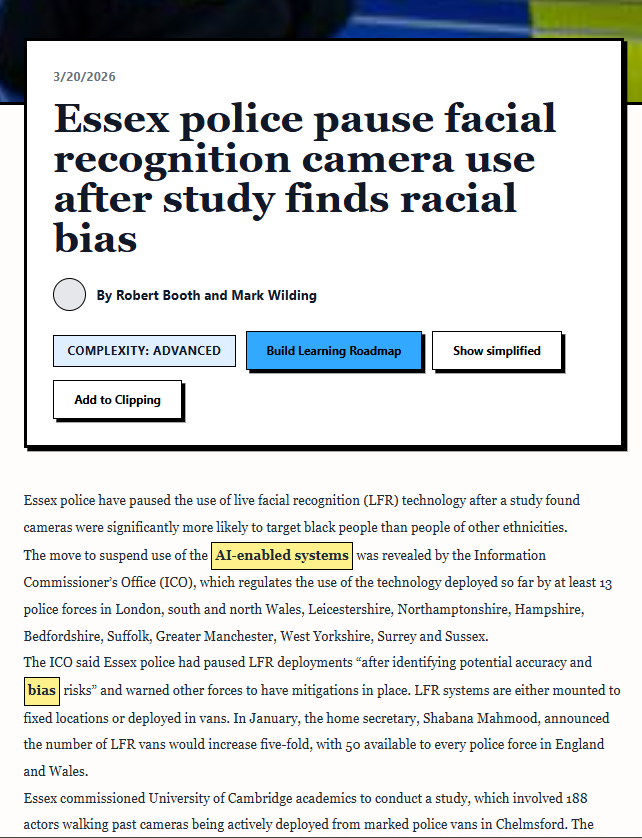 3/20/2026
Essex police pause facial
recognition camera use
after study finds racial
bias
By Robert Booth and Mark Wilding
COMPLEXITY: ADVANCED
Build Learning Roadmap
Show simplified
Add to Clipping
Essex police have paused the use of live facial recognition (LFR) technology after a study found
cameras were significantly more likely to target black people than people of other ethnicities.
The move to suspend use of the AI-enabled systems was revealed by the Information
Commissioner’s Office (ICO), which regulates the use of the technology deployed so far by at least 13
police forces in London, south and north Wales, Leicestershire, Northamptonshire, Hampshire,
Bedfordshire, Suffolk, Greater Manchester, West Yorkshire, Surrey and Sussex.
The ICO said Essex police had paused LFR deployments “after identifying potential accuracy and
bias risks” and warned other forces to have mitigations in place. LFR systems are either mounted to
fixed locations or deployed in vans. In January, the home secretary, Shabana Mahmood, announced
the number of LFR vans would increase five-fold, with 50 available to every police force in England
and Wales.
Essex commissioned University of Cambridge academics to conduct a study, which involved 188
actors walking past cameras being actively deployed from marked police vans in Chelmsford. The